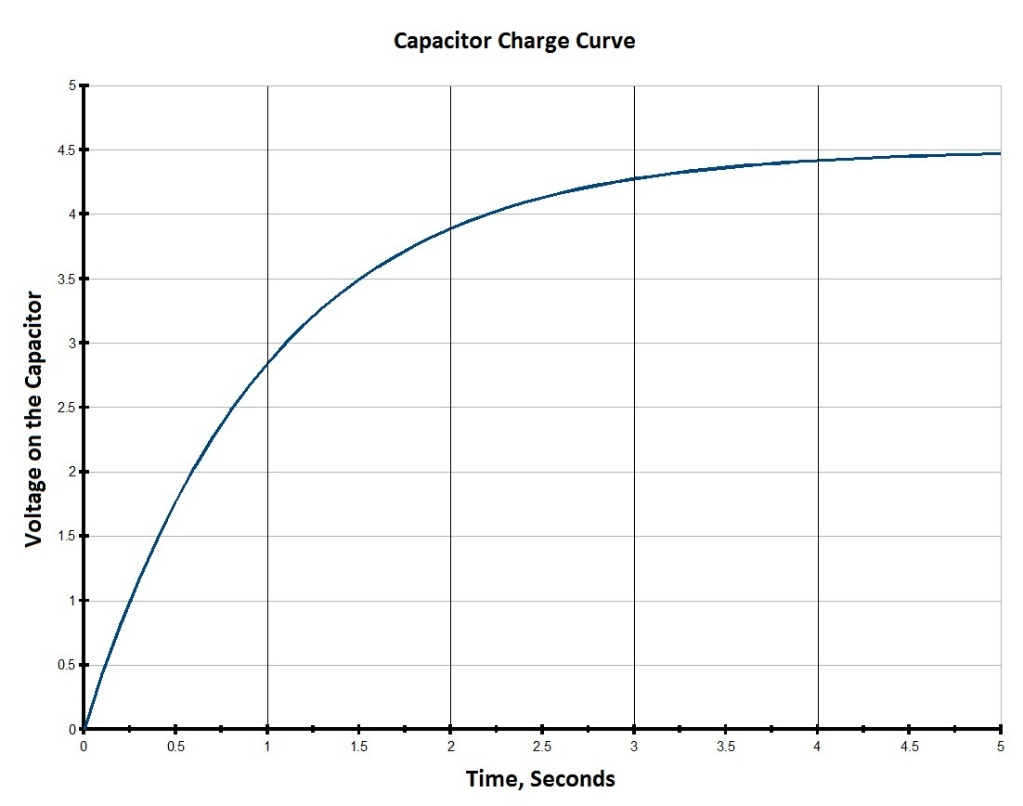 Capacitor Charge Curve
5
4.5
4
3.5
3
2.5
2
1.5
1
0.5
0
Voltage on the Capacitor
0 0.5 1 1.5 2 2.5 3 3.5 4 4.5 5
Time, Seconds